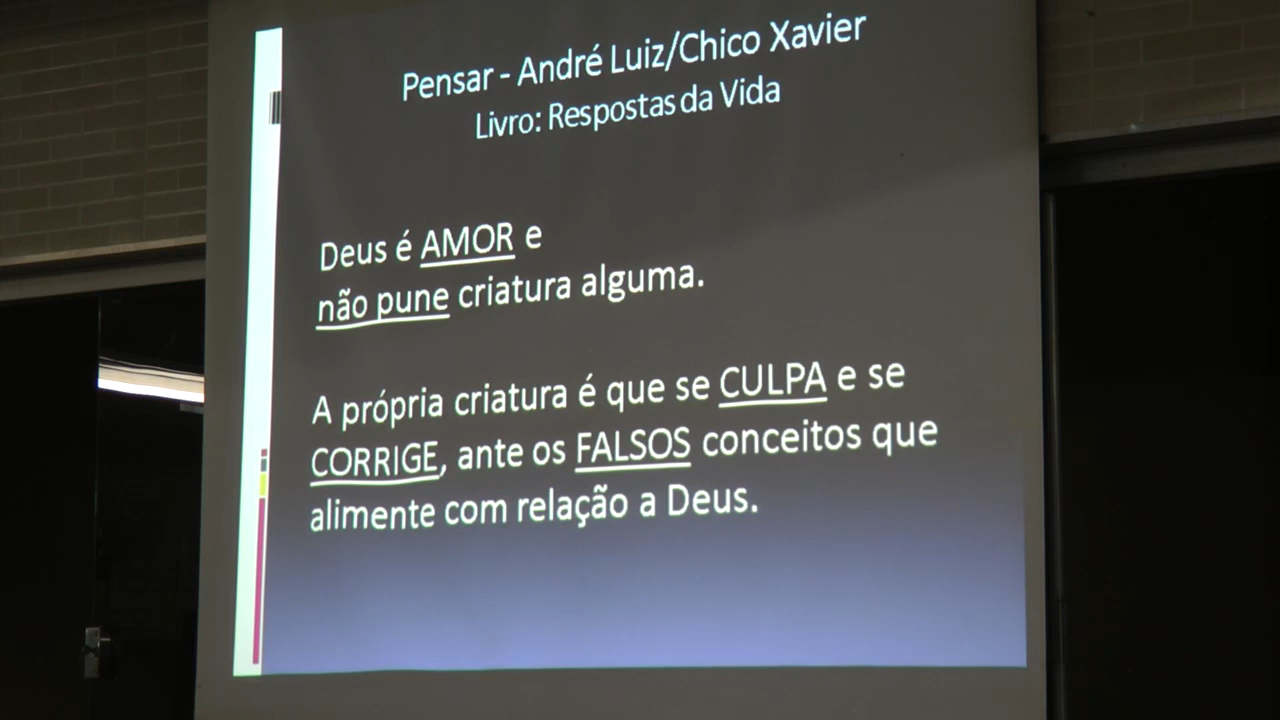 Pensar - André Luiz/Chico Xavier
Livro: Respostas da Vida
Deus é AMOR e
não pune criatura alguma.
A própria criatura é que se CULPA e se
CORRIGE, ante os FALSOS conceitos que
alimente com relação a Deus.